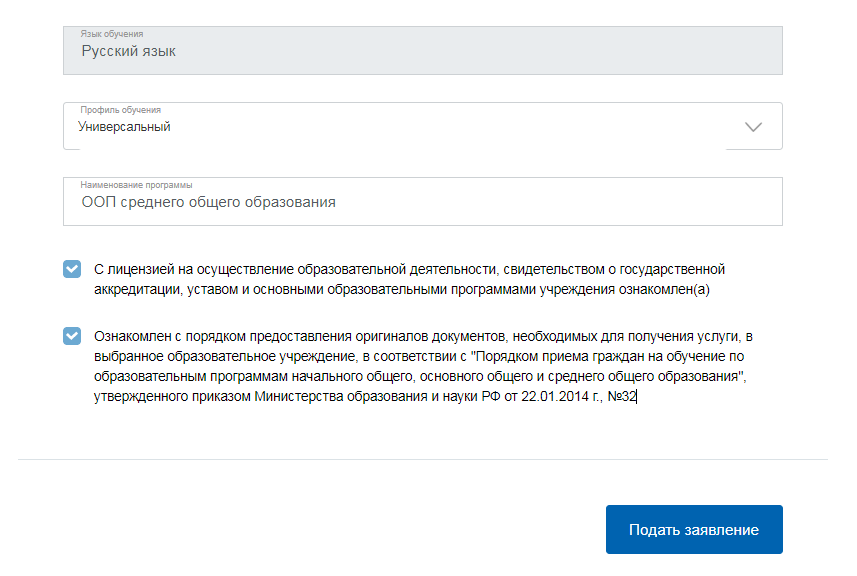 Язык обучения
Русский язык
Профиль обучения
Универсальный
Наименование программы
ООП среднего общего образования
С лицензией на осуществление образовательной деятельности, свидетельством о государственной
аккредитации, уставом и основными образовательными программами учреждения ознакомлен(а)
Ознакомлен с порядком предоставления оригиналов документов, необходимых для получения услуги, в
выбранное образовательное учреждение, в соответствии с "Порядком приема граждан на обучение по
образовательным программам начального общего, основного общего и среднего общего образования",
утвержденного приказом Министерства образования и науки РФ от 22.01.2014 г., №32
Подать заявление